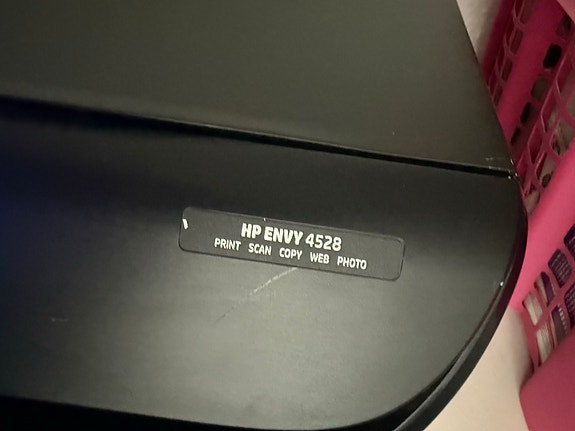 HP ENVY 4528
PRINT SCAN COPY WEB PHOTO